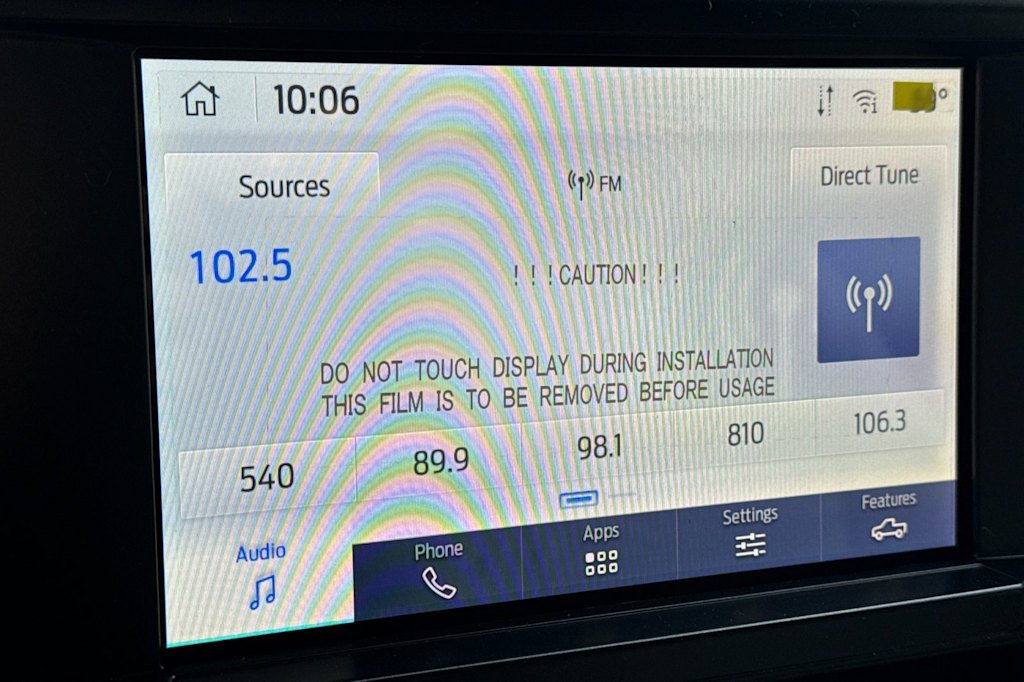 10:06
Sources
FM
Direct Tune
102.5
! ! ! CAUTION ! ! !
DO NOT TOUCH DISPLAY DURING INSTALLATION
THIS FILM IS TO BE REMOVED BEFORE USAGE
540 89.9 98.1 810 106.3
Audio Phone Apps Settings Features